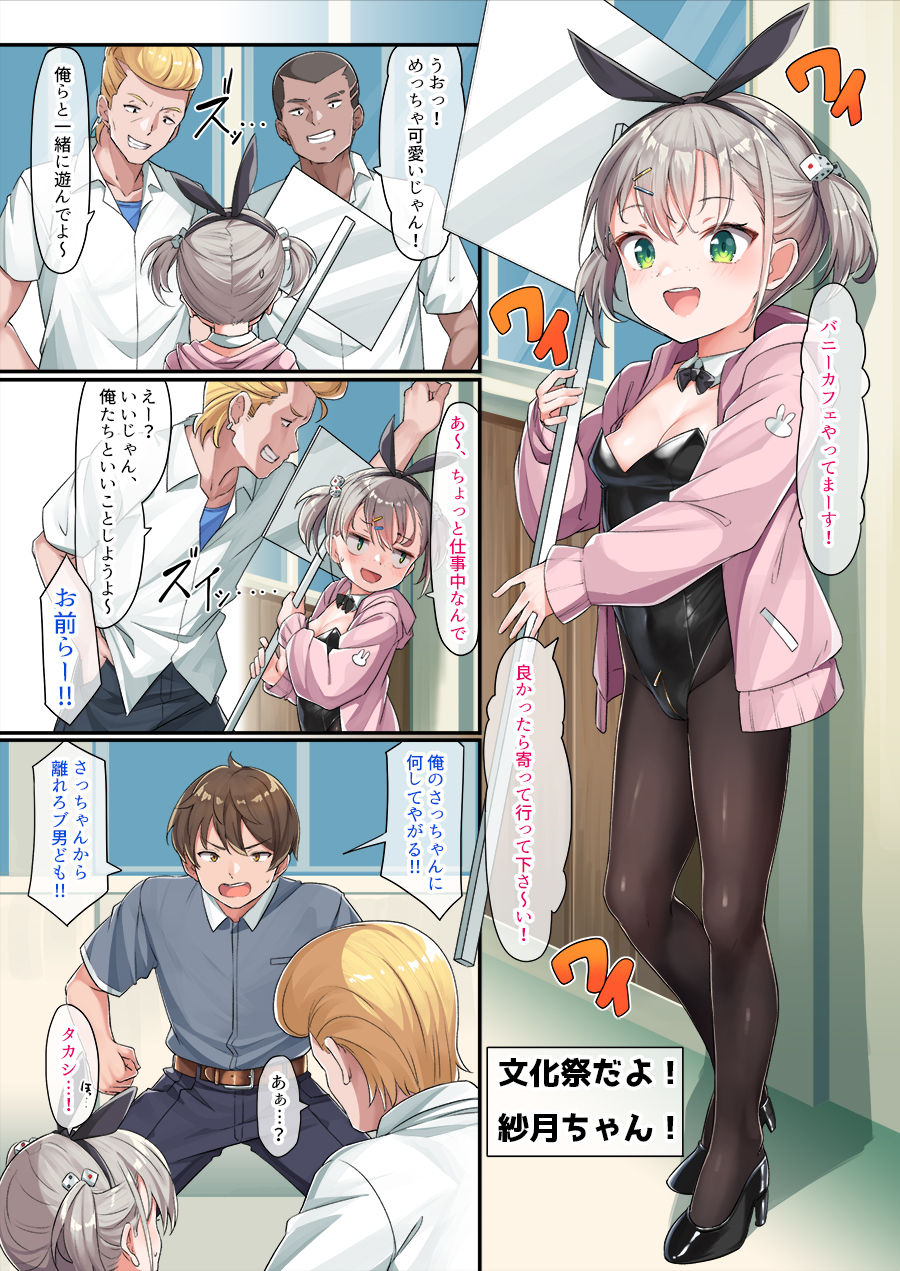 ワイ
バニーカフェやってまーす！
ワイ
良かったら寄って行って下さ～い！
ワイ
文化祭だよ！
紗月ちゃん！
うおっ！
めっちゃ可愛いじゃん！
ズッ…
俺らと一緒に遊んでよ～
あ～、ちょっと仕事中なんで
えー？
いいじゃん、
俺たちといいことしようよ～
ズイッ……
お前らー!!
俺のさっちゃんに
何してやがる!!
さっちゃんから
離れろブ男ども!!
あぁ…？
タカシ…！
ほっ…